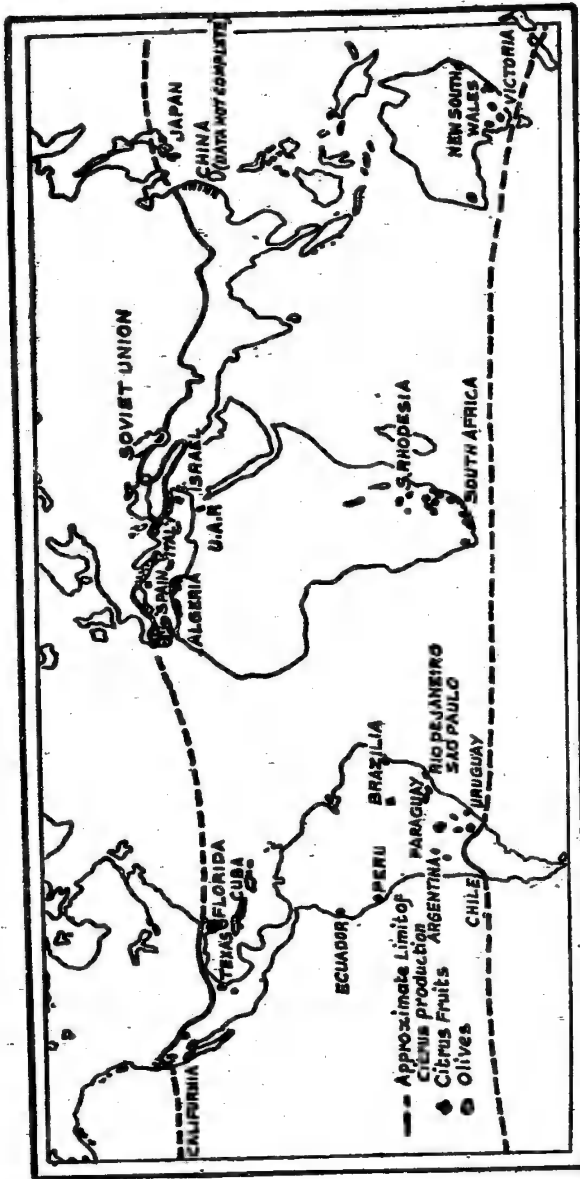 SOVIET UNION
JAPAN
CHINA
(DATA NOT COMPLETE)
SPAIN
ITALY
ISRAEL
ALGERIA
U.A.R
CALIFORNIA
TEXAS
FLORIDA
CUBA
ECUADOR
PERU
BRAZILIA
PARAGUAY
RIO DE JANEIRO
SAO PAULO
ARGENTINA
CHILE
URUGUAY
S.RHODESIA
SOUTH AFRICA
NEW SOUTH
WALES
VICTORIA
Approximate Limit of
Citrus production
Citrus Fruits
Olives